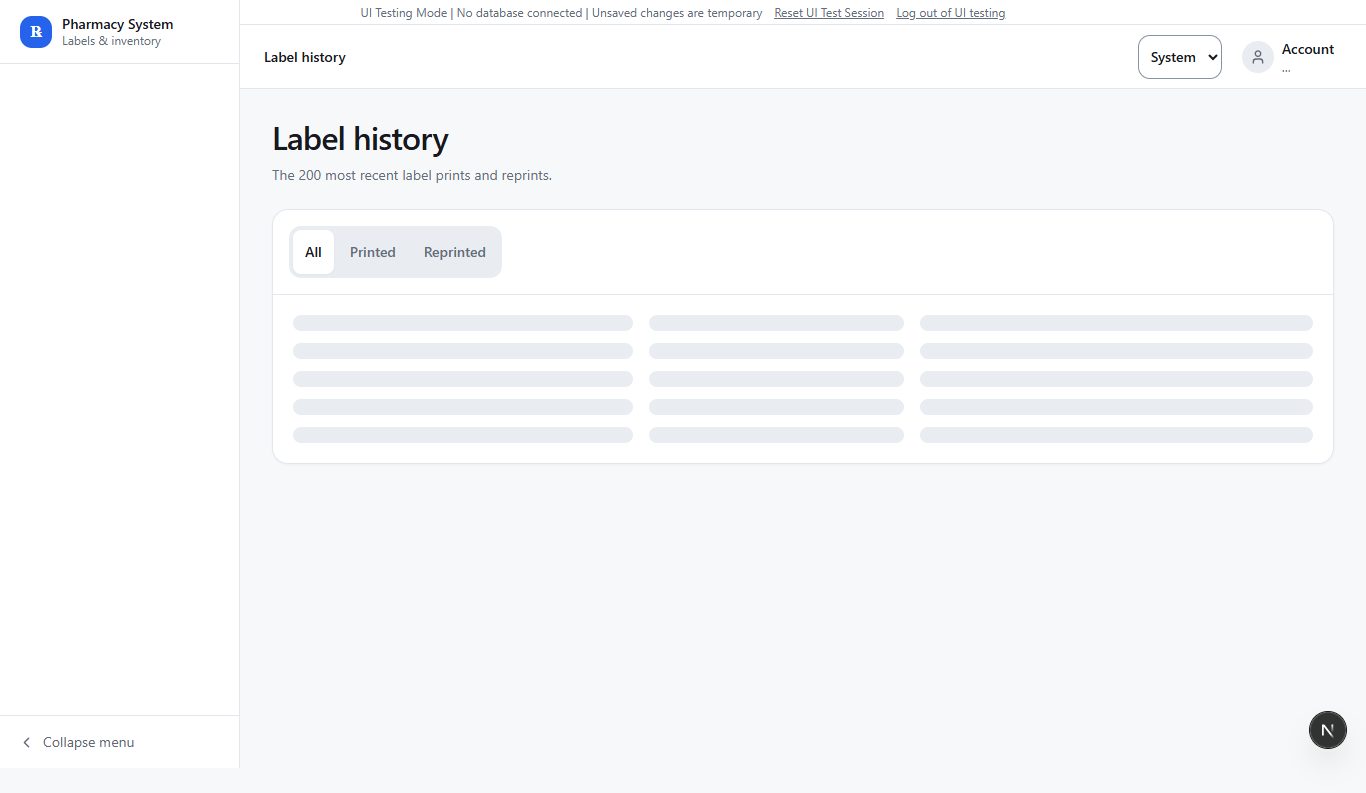 Pharmacy System
Labels & inventory
UI Testing Mode | No database connected | Unsaved changes are temporary Reset UI Test Session Log out of UI testing
Label history
System
Account
...
Label history
The 200 most recent label prints and reprints.
All Printed Reprinted
Collapse menu
N